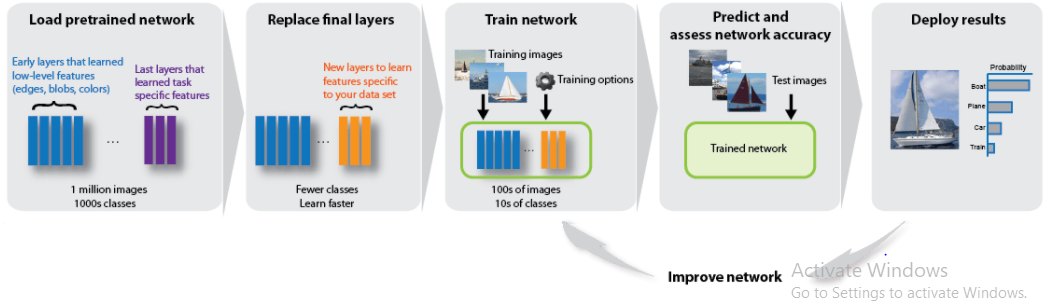 Load pretrained network
Early layers that learned
low-level features
(edges, blobs, colors)
Last layers that
learned task
specific features
...
1 million images
1000s classes
Replace final layers
New layers to learn
features specific
to your data set
...
Fewer classes
Learn faster
Train network
Training images
Training options
...
100s of images
10s of classes
Predict and
assess network accuracy
Test images
Trained network
Deploy results
Probability
Boat
Plane
Car
Train
Improve network
Activate Windows
Go to Settings to activate Windows.